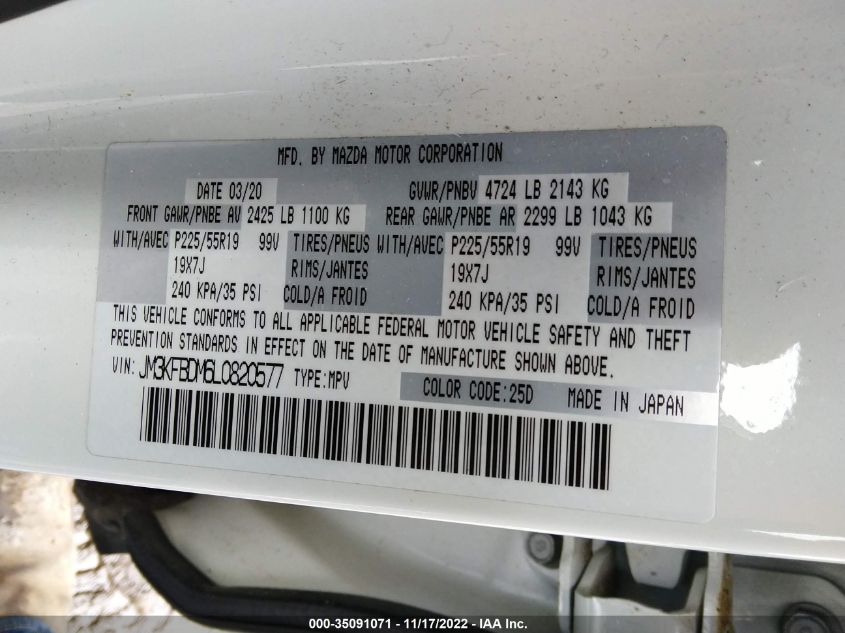 MFD. BY MAZDA MOTOR CORPORATION
DATE 03/20 GVWR/PNBV 4724 LB 2143 KG
FRONT GAWR/PNBE AV 2425 LB 1100 KG REAR GAWR/PNBE AR 2299 LB 1043 KG
WITH/AVEC P225/55R19 99V TIRES/PNEUS WITH/AVEC P225/55R19 99V TIRES/PNEUS
19X7J RIMS/JANTES 19X7J RIMS/JANTES
240 KPA/35 PSI COLD/A FROID 240 KPA/35 PSI COLD/A FROID
THIS VEHICLE CONFORMS TO ALL APPLICABLE FEDERAL MOTOR VEHICLE SAFETY AND THEFT
PREVENTION STANDARDS IN EFFECT ON THE DATE OF MANUFACTURE SHOWN ABOVE.
VIN: JM3KFBDM6L0820577 TYPE:MPV COLOR CODE:25D MADE IN JAPAN
000-35091071 - 11/17/2022 - IAA Inc.